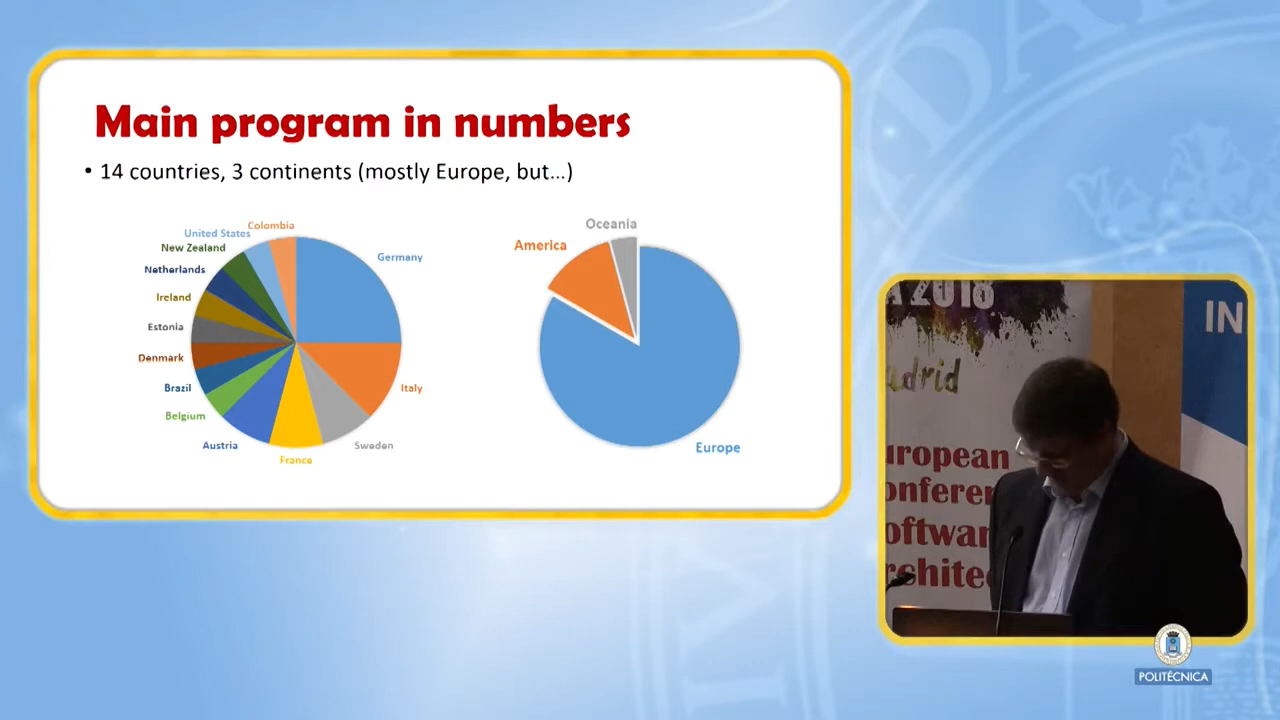 Main program in numbers
• 14 countries, 3 continents (mostly Europe, but...)
Colombia
United States
New Zealand
Netherlands
Ireland
Estonia
Denmark
Brazil
Belgium
Austria
France
Sweden
Italy
Germany
Oceania
America
Europe
A 2018
adrid
uropean
onferen
oftwar
rchitec
IN
POLITÉCNICA